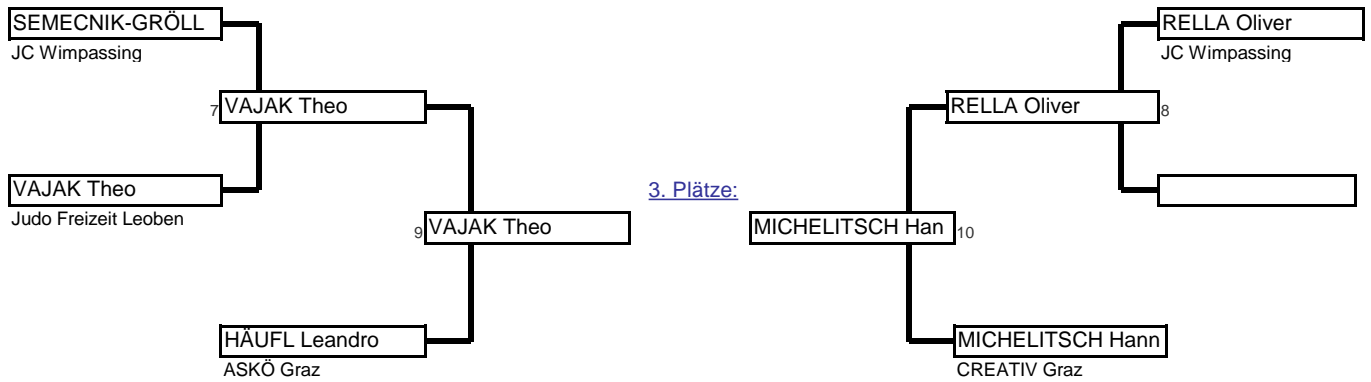 SEMECNIK-GRÖLL
JC Wimpassing
RELLA Oliver
JC Wimpassing
7 VAJAK Theo
RELLA Oliver 8
VAJAK Theo
Judo Freizeit Leoben
3. Plätze:
9 VAJAK Theo
MICHELITSCH Han 10
HÄUFL Leandro
ASKÖ Graz
MICHELITSCH Hann
CREATIV Graz